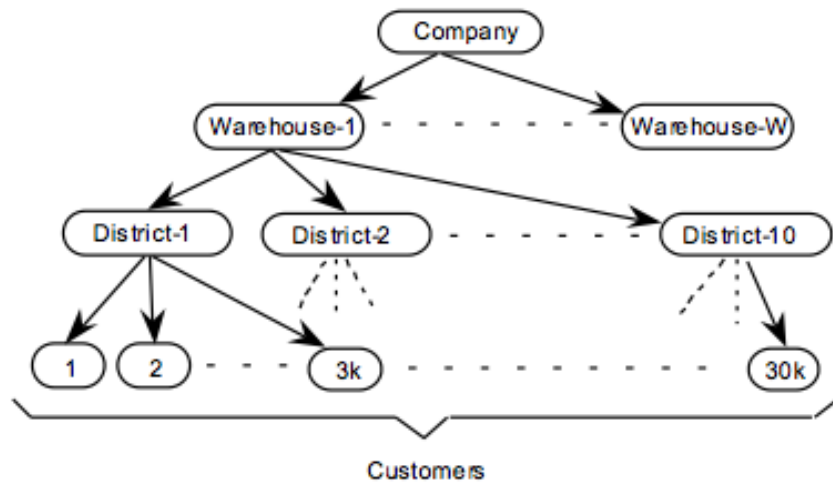 Company
Warehouse-1 Warehouse-W
District-1 District-2 District-10
1 2 3k 30k
Customers